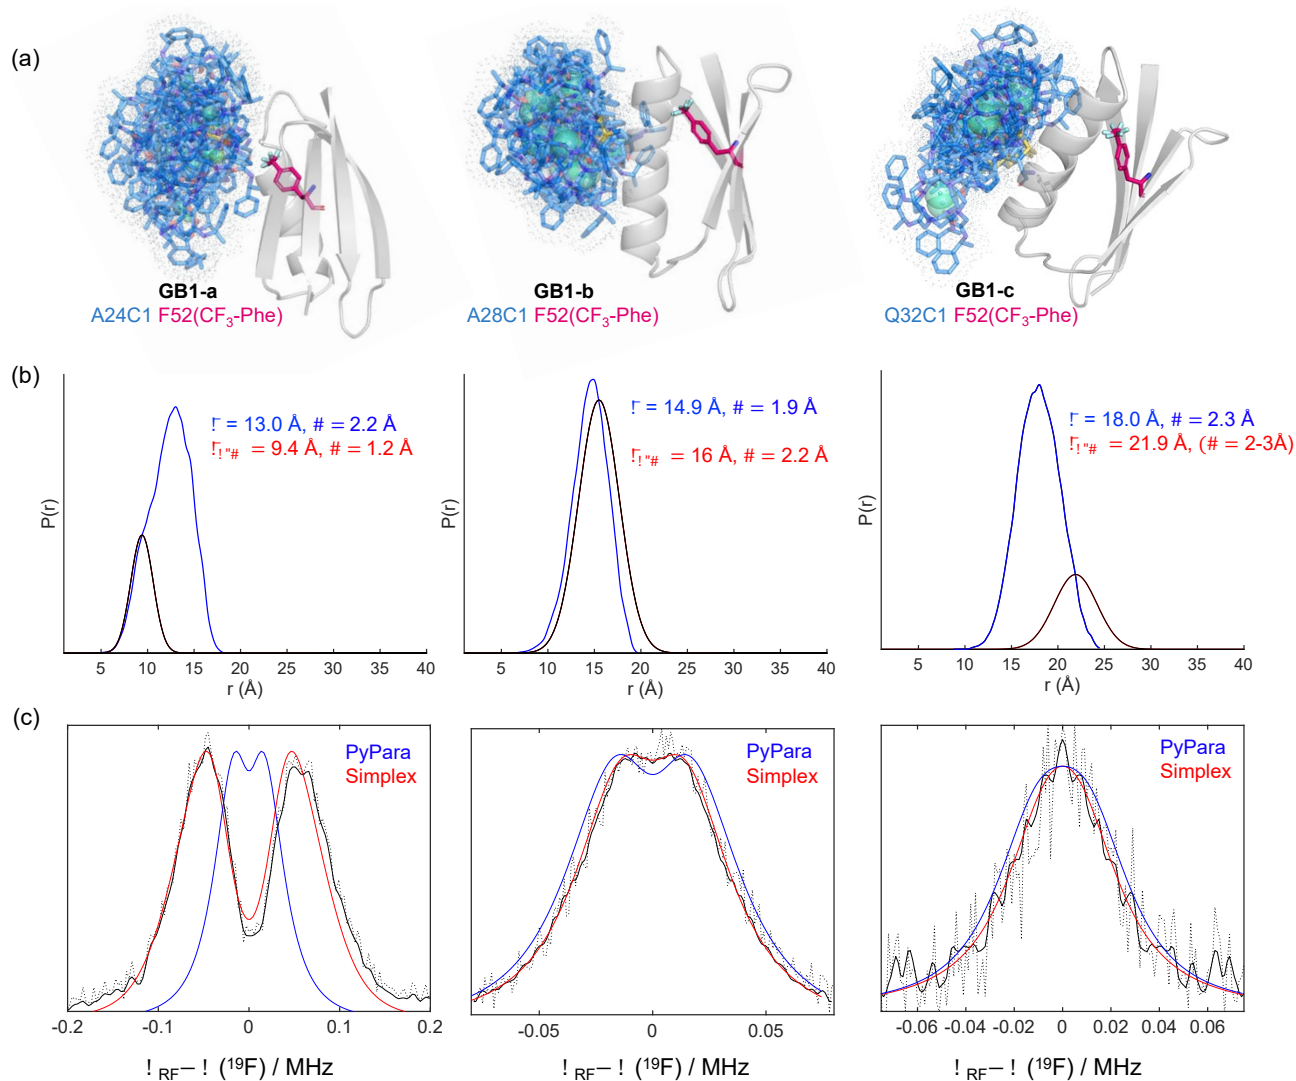 (a)
GB1-a
A24C1 F52(CF3-Phe)
GB1-b
A28C1 F52(CF3-Phe)
GB1-c
Q32C1 F52(CF3-Phe)
(b)
P(r)
! = 13.0 Å, # = 2.2 Å
!!"# = 9.4 Å, # = 1.2 Å
5 10 15 20 25 30 35 40
r (Å)
P(r)
! = 14.9 Å, # = 1.9 Å
!!"# = 16 Å, # = 2.2 Å
5 10 15 20 25 30 35 40
r (Å)
P(r)
! = 18.0 Å, # = 2.3 Å
!!"# = 21.9 Å, (# = 2-3Å)
5 10 15 20 25 30 35 40
r (Å)
(c)
PyPara
Simplex
-0.2 -0.1 0 0.1 0.2
! RF– ! (19F) / MHz
PyPara
Simplex
-0.05 0 0.05
! RF– ! (19F) / MHz
PyPara
Simplex
-0.06 -0.04 -0.02 0 0.02 0.04 0.06
! RF– ! (19F) / MHz